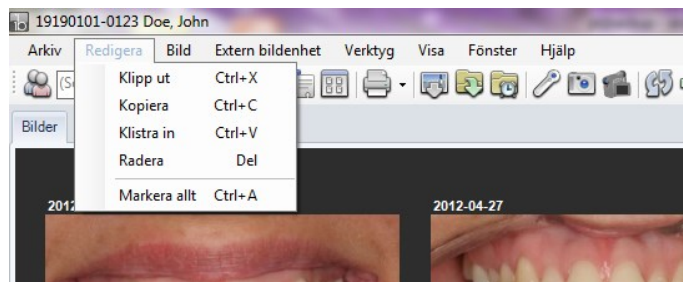 19190101-0123 Doe, John
Arkiv Redigera Bild Extern bildenhet Verktyg Visa Fönster Hjälp
Klipp ut Ctrl+X
Kopiera Ctrl+C
Bilder
Klistra in Ctrl+V
Radera Del
Markera allt Ctrl+A
2012-04-27